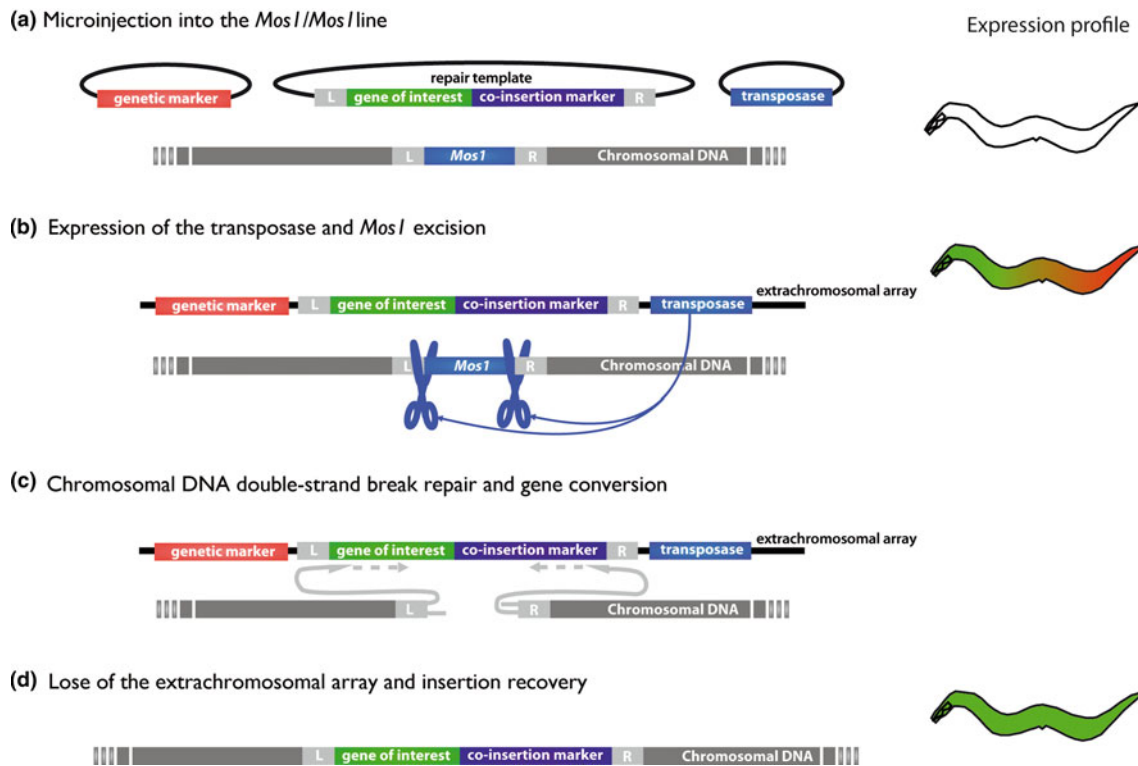 (a) Microinjection into the Mos1/Mos1 line
Expression profile
repair template
genetic marker
L gene of interest co-insertion marker R
transposase
L Mos1 R Chromosomal DNA
(b) Expression of the transposase and Mos1 excision
extrachromosomal array
genetic marker L gene of interest co-insertion marker R transposase
L Mos1 R Chromosomal DNA
(c) Chromosomal DNA double-strand break repair and gene conversion
extrachromosomal array
genetic marker L gene of interest co-insertion marker R transposase
L R Chromosomal DNA
(d) Lose of the extrachromosomal array and insertion recovery
L gene of interest co-insertion marker R Chromosomal DNA